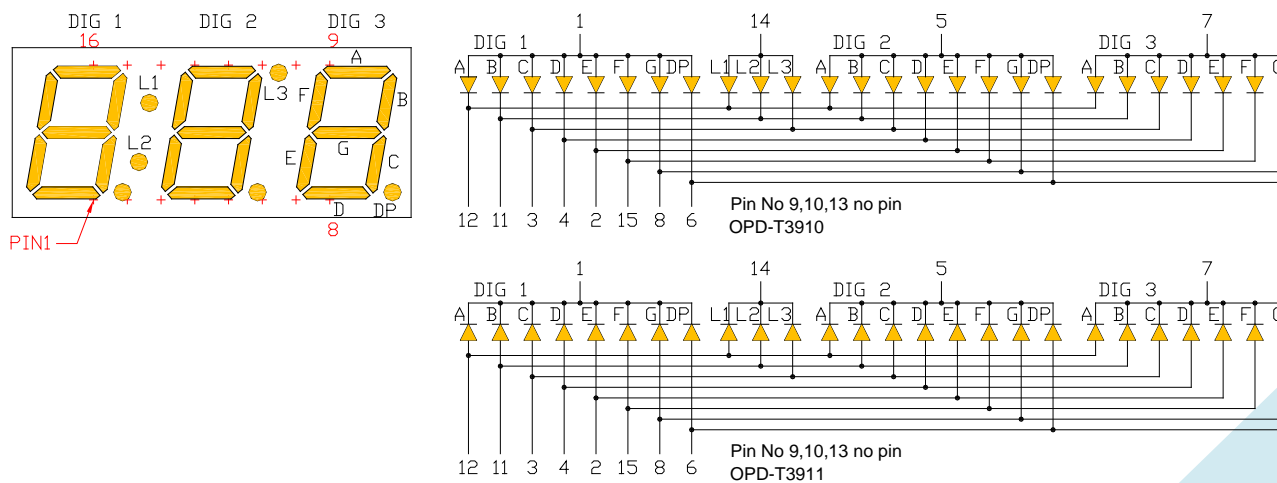 DIG 1 DIG 2 DIG 3
16 9
A
B
F
L1
L3
L2
G
E
C
D DP
PIN1
8
1 14 5 7
DIG 1 DIG 2 DIG 3
A B C D E F G DP L1 L2 L3 A B C D E F G DP A B C D E F
12 11 3 4 2 15 8 6
Pin No 9,10,13 no pin
OPD-T3910
1 14 5 7
DIG 1 DIG 2 DIG 3
A B C D E F G DP L1 L2 L3 A B C D E F G DP A B C D E F
12 11 3 4 2 15 8 6
Pin No 9,10,13 no pin
OPD-T3911